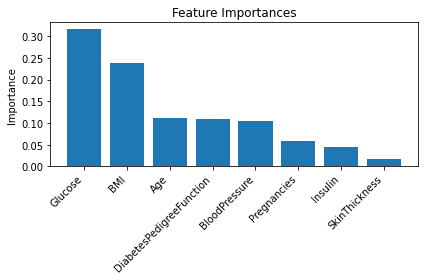 Feature Importances
Importance
0.30
0.25
0.20
0.15
0.10
0.05
0.00
Glucose
BMI
Age
DiabetesPedigreeFunction
BloodPressure
Pregnancies
Insulin
SkinThickness